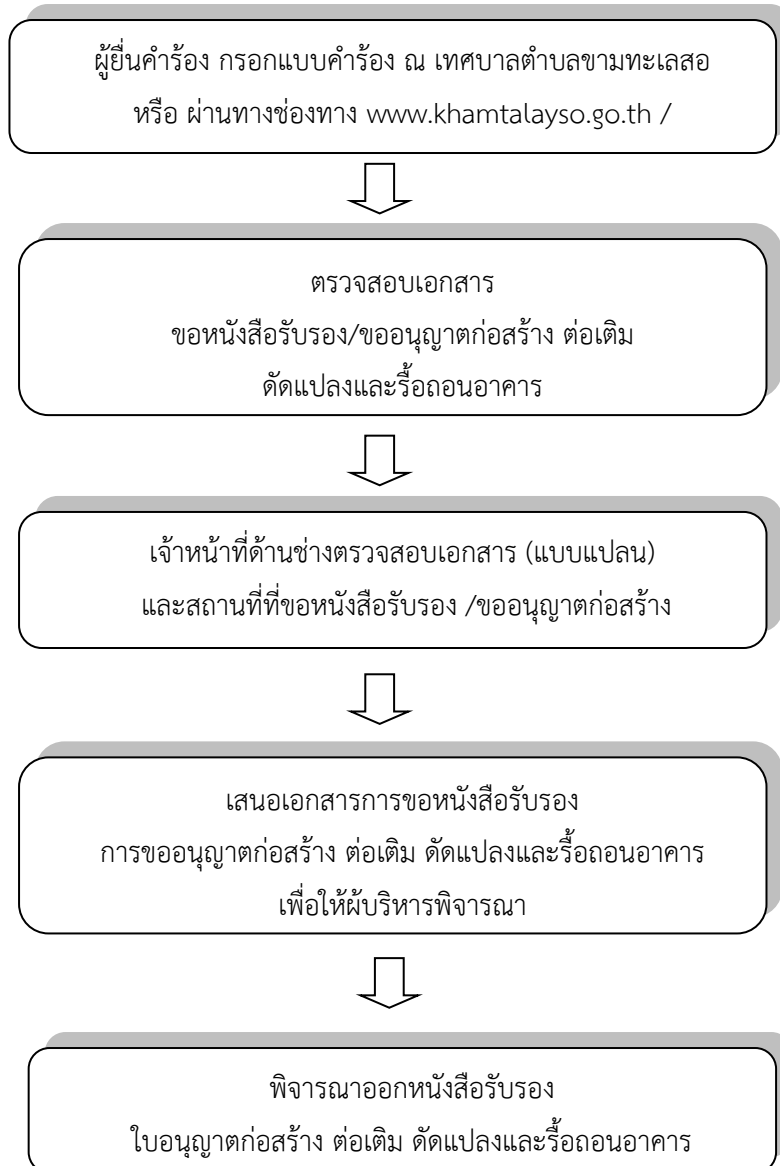 ผู้ยื่นคำร้อง กรอกแบบคำร้อง ณ เทศบาลตำบลขามทะเลสอ
หรือ ผ่านทางช่องทาง www.khamtalayso.go.th /
ตรวจสอบเอกสาร
ขอหนังสือรับรอง/ขออนุญาตก่อสร้าง ต่อเติม
ดัดแปลงและรื้อถอนอาคาร
เจ้าหน้าที่ด้านช่างตรวจสอบเอกสาร (แบบแปลน)
และสถานที่ที่ขอหนังสือรับรอง /ขออนุญาตก่อสร้าง
เสนอเอกสารการขอหนังสือรับรอง
การขออนุญาตก่อสร้าง ต่อเติม ดัดแปลงและรื้อถอนอาคาร
เพื่อให้ผู้บริหารพิจารณา
พิจารณาออกหนังสือรับรอง
ใบอนุญาตก่อสร้าง ต่อเติม ดัดแปลงและรื้อถอนอาคาร